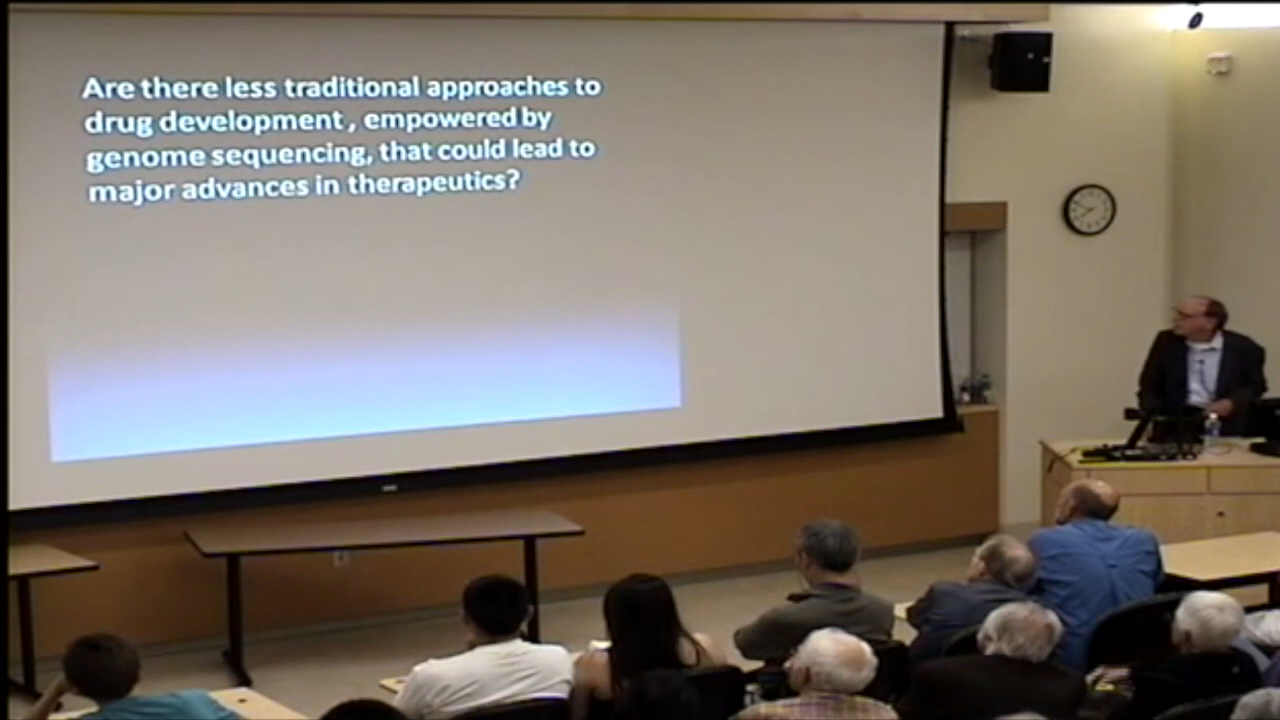 Are there less traditional approaches to
drug development , empowered by
genome sequencing, that could lead to
major advances in therapeutics?